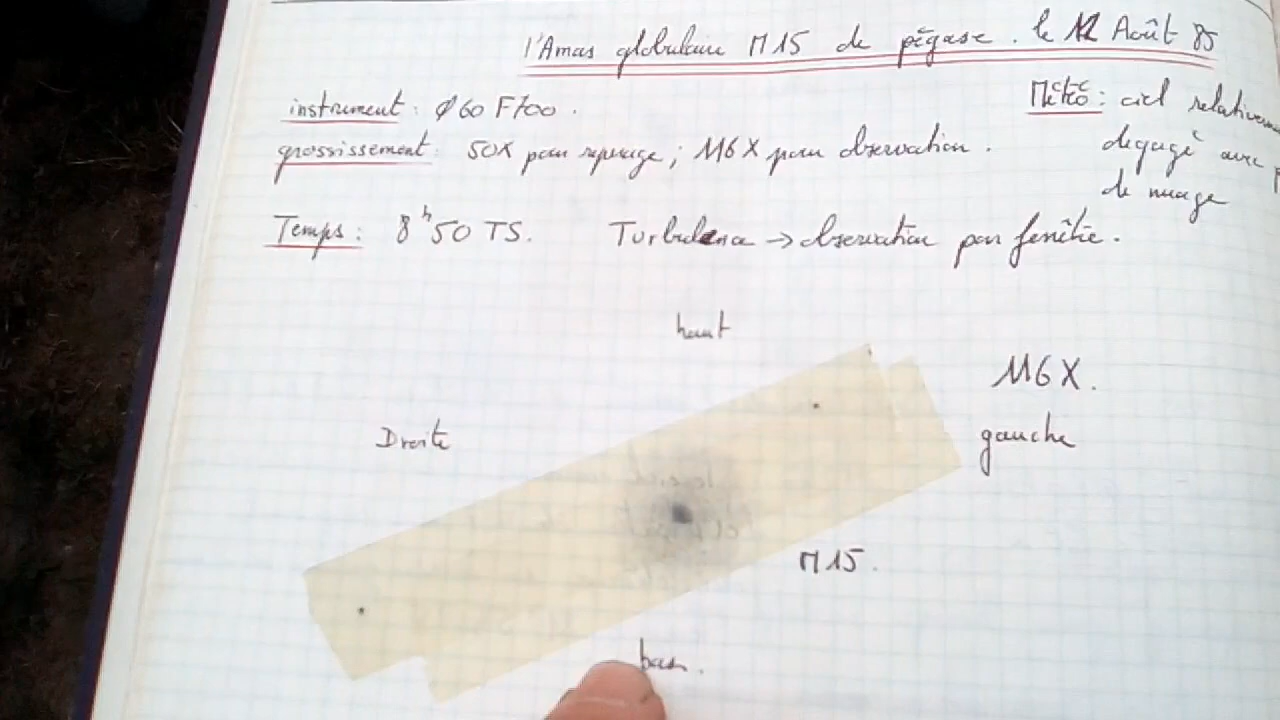 l'Amas globulaire M15 de pégase. le 12 Août 85
instrument: Ø60 F700.
Météo: ciel
dégagé avec
de nuage
grossissement: 50X pour repérage; 116X pour observation.
Temps: 8h50 TS. Turbulence → observation par fenêtre.
haut
116X.
Droite
gauche
M15.
bas.